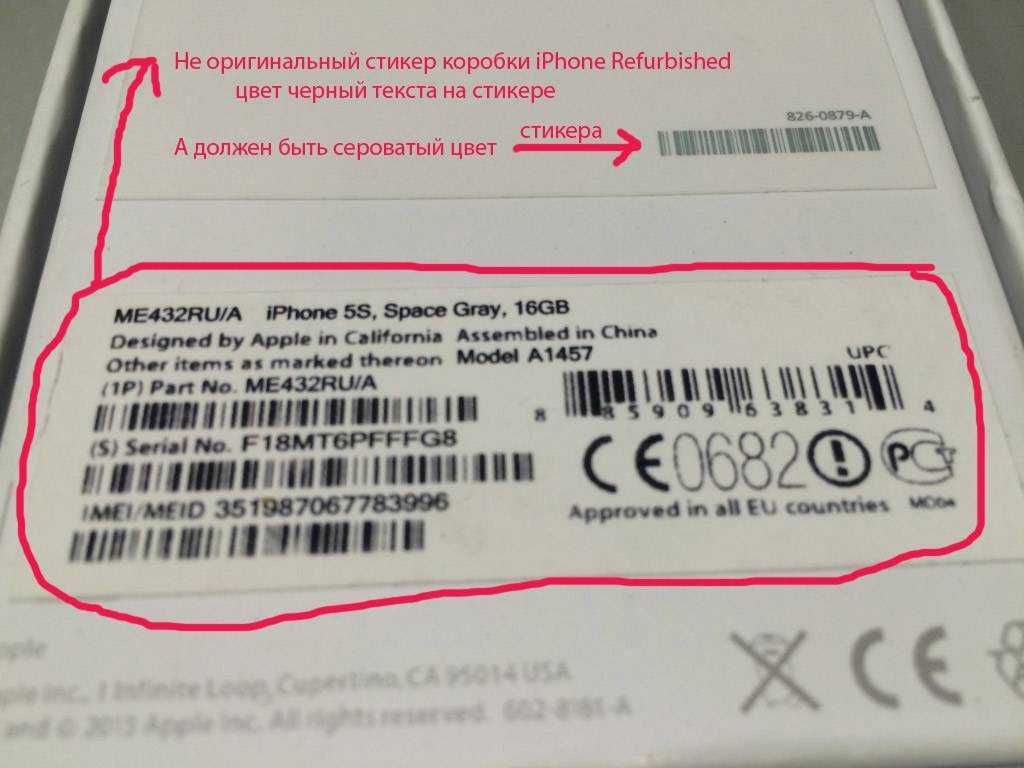 Не оригинальный стикер коробки iPhone Refurbished
цвет черный текста на стикере
826-0879-A
А должен быть сероватый цвет стикера
ME432RU/A iPhone 5S, Space Gray, 16GB
Designed by Apple in California Assembled in China
Other items as marked thereon Model A1457
(1P) Part No. ME432RU/A
UPC
8 85909 63831 4
(S) Serial No. F18MT6PFFFG8
CE0682
IMEI/MEID 351987067783996
Approved in all EU countries
Apple Inc., 1 Infinite Loop, Cupertino, CA 95014 USA
and © 2013 Apple Inc. All rights reserved. 602-8181-A
CE